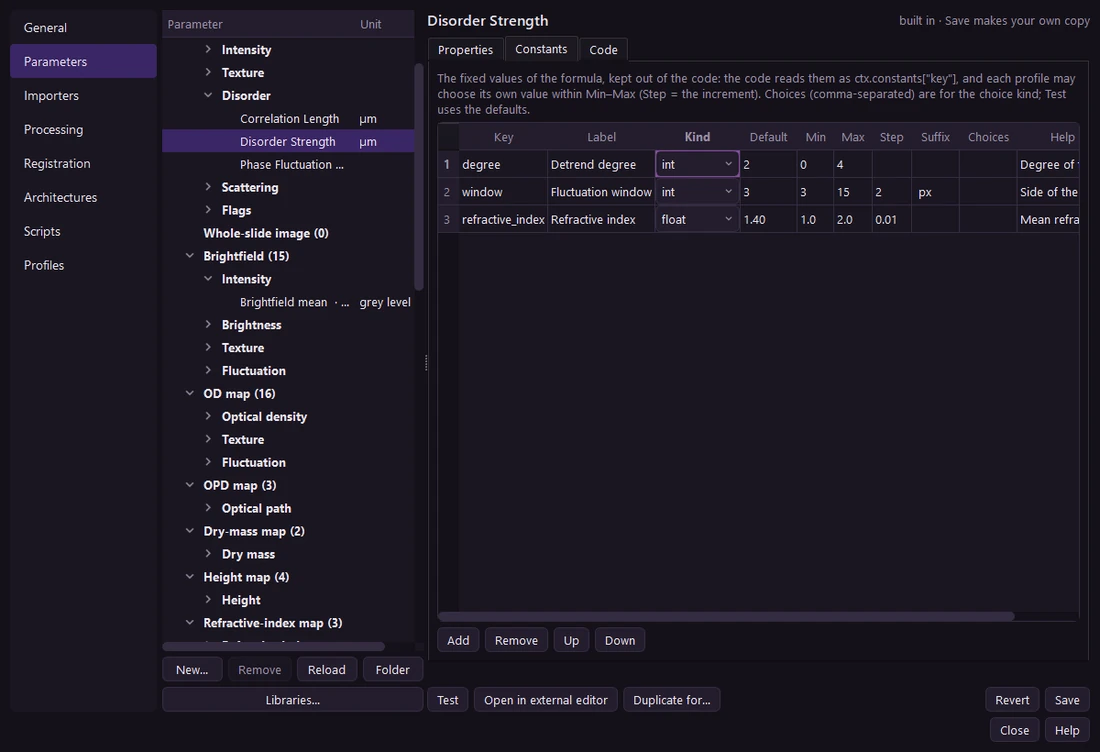 General
Parameters
Importers
Processing
Registration
Architectures
Scripts
Profiles
Parameter Unit
Intensity
Texture
Disorder
Correlation Length µm
Disorder Strength µm
Phase Fluctuation ...
Scattering
Flags
Whole-slide image (0)
Brightfield (15)
Intensity
Brightfield mean · ... grey level
Brightness
Texture
Fluctuation
OD map (16)
Optical density
Texture
Fluctuation
OPD map (3)
Optical path
Dry-mass map (2)
Dry mass
Height map (4)
Height
Refractive-index map (3)
New... Remove Reload Folder
Libraries...
Disorder Strength built in · Save makes your own copy
Properties Constants Code
The fixed values of the formula, kept out of the code: the code reads them as ctx.constants["key"], and each profile may
choose its own value within Min–Max (Step = the increment). Choices (comma-separated) are for the choice kind; Test
uses the defaults.
Key Label Kind Default Min Max Step Suffix Choices Help
1 degree Detrend degree int 2 0 4 Degree of
2 window Fluctuation window int 3 3 15 2 px Side of the
3 refractive_index Refractive index float 1.40 1.0 2.0 0.01 Mean refra
Add Remove Up Down
Test Open in external editor Duplicate for... Revert Save
Close Help